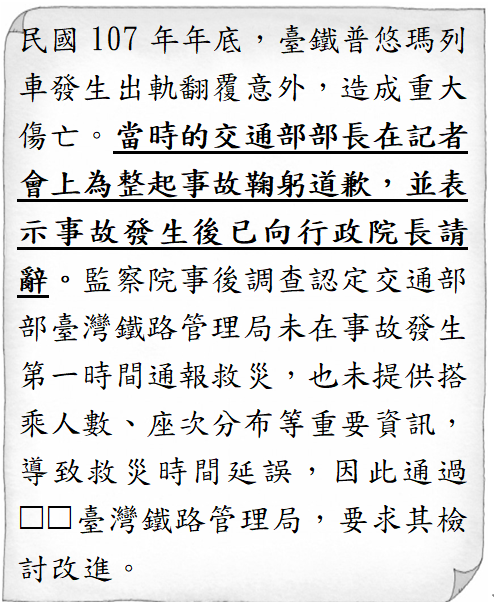 民國 107 年年底，臺鐵普悠瑪列
車發生出軌翻覆意外，造成重大
傷亡。當時的交通部部長在記者
會上為整起事故鞠躬道歉，並表
示事故發生後已向行政院長請
辭。監察院事後調查認定交通部
部臺灣鐵路管理局未在事故發生
第一時間通報救災，也未提供搭
乘人數、座次分布等重要資訊，
導致救災時間延誤，因此通過
□□臺灣鐵路管理局，要求其檢
討改進。